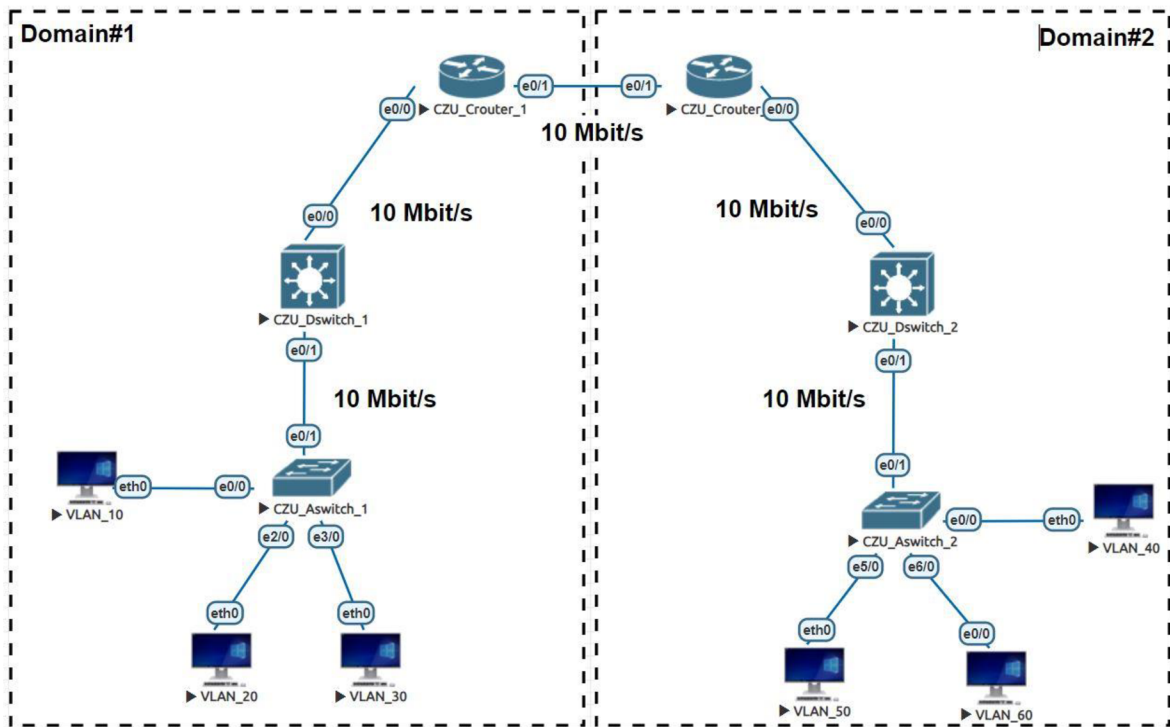 Domain#1
Domain#2
e0/1
e0/1
e0/0
CZU_Crouter_1
CZU_Crouter_
e0/0
10 Mbit/s
e0/0
10 Mbit/s
10 Mbit/s
e0/0
CZU_Dswitch_1
CZU_Dswitch_2
e0/1
e0/1
10 Mbit/s
10 Mbit/s
e0/1
e0/1
eth0
e0/0
VLAN_10
CZU_Aswitch_1
e0/0
eth0
e2/0
e3/0
CZU_Aswitch_2
VLAN_40
e5/0
e6/0
eth0
eth0
eth0
e0/0
VLAN_20
VLAN_30
VLAN_50
VLAN_60